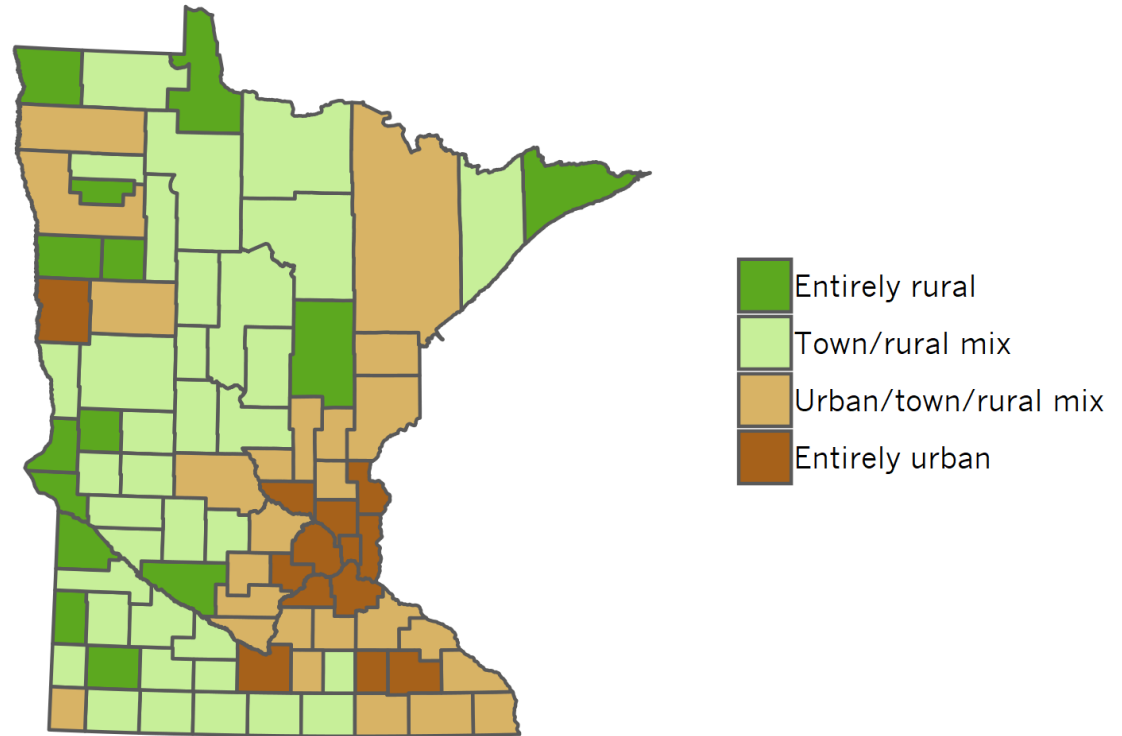 Entirely rural
Town/rural mix
Urban/town/rural mix
Entirely urban